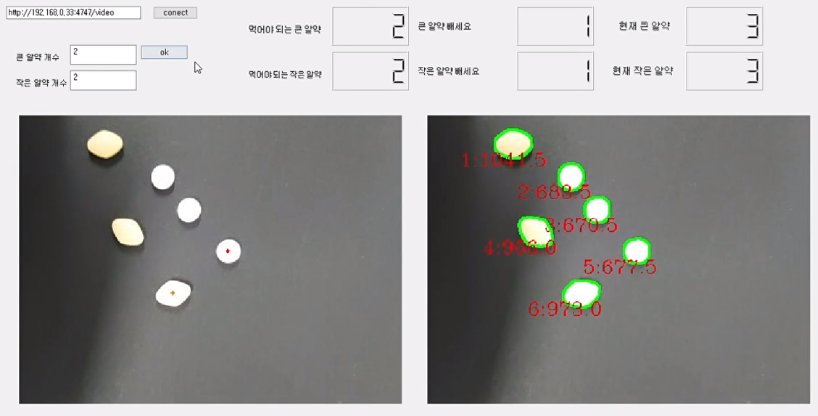 http://192.168.0.33:4747/video conect
먹어야 되는 큰 알약 2 큰 알약 빼세요 1 현재 큰 알약 3
큰 알약 개수 2 ok
작은 알약 개수 2
먹어야되는작은알약 2 작은 알약 빼세요 1 현재 작은 알약 3
1:1041.5
2:683.5
3:670.5
5:677.5
6:973.0